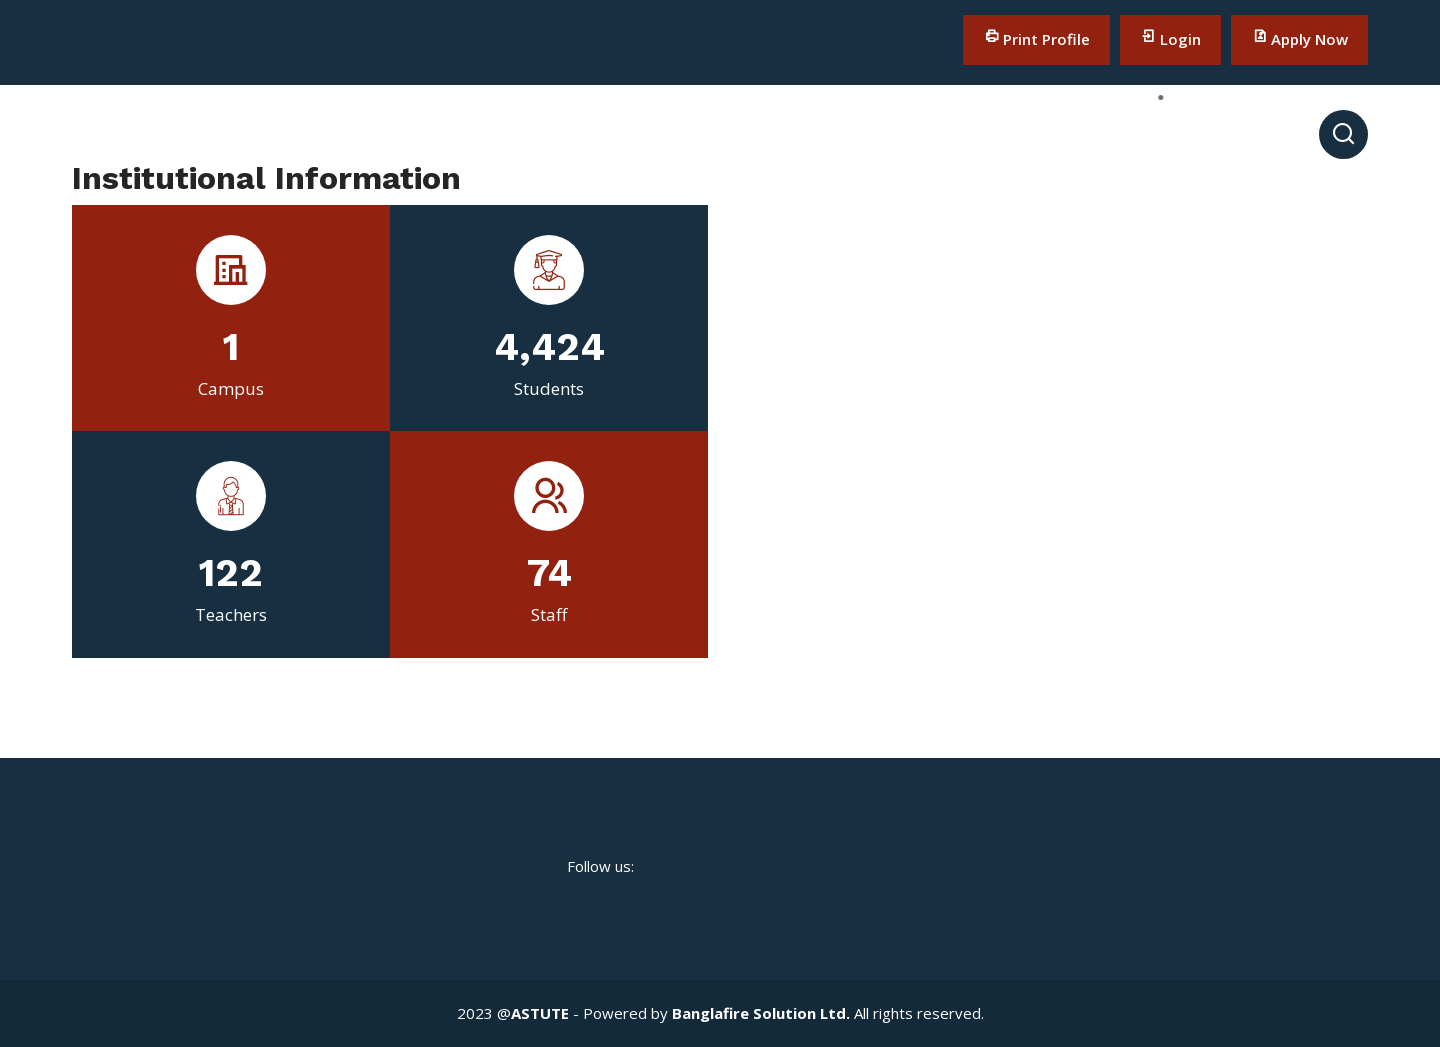 Print Profile
Login
Apply Now
Institutional Information
1
Campus
4,424
Students
122
Teachers
74
Staff
Follow us:
2023 @ASTUTE - Powered by Banglafire Solution Ltd. All rights reserved.